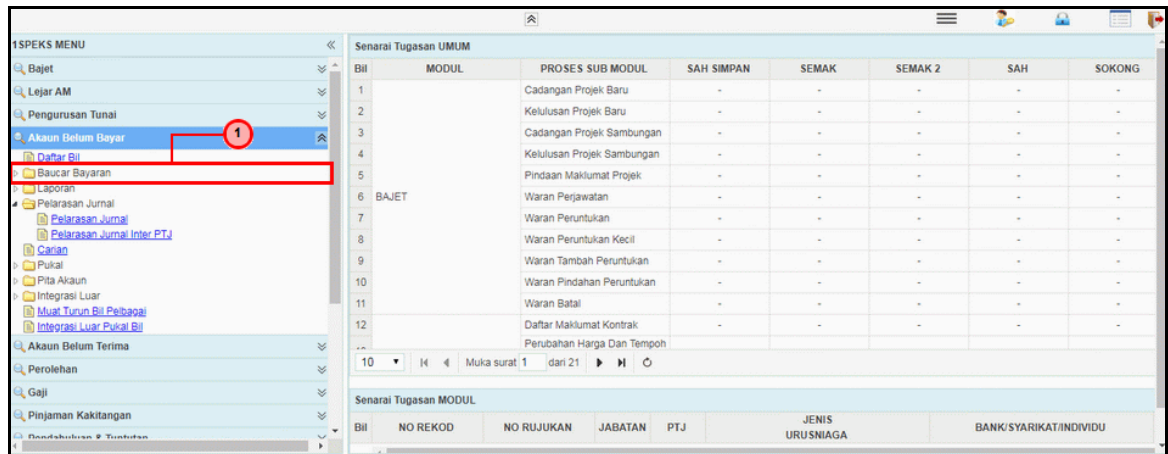 1SPEKS MENU
Bajet
Lejar AM
Pengurusan Tunai
Akaun Belum Bayar
1
Daftar Bil
Baucar Bayaran
Laporan
Pelarasan Jurnal
Pelarasan Jurnal
Pelarasan Jurnal Inter PTJ
Carian
Pukal
Pita Akaun
Integrasi Luar
Muat Turun Bil Pelbagai
Integrasi Luar Pukal Bil
Akaun Belum Terima
Perolehan
Gaji
Pinjaman Kakitangan
Pendahuluan & Tuntutan
Senarai Tugasan UMUM
Bil MODUL PROSES SUB MODUL SAH SIMPAN SEMAK SEMAK 2 SAH SOKONG
1 Cadangan Projek Baru - - - - -
2 Kelulusan Projek Baru - - - - -
3 Cadangan Projek Sambungan - - - - -
4 Kelulusan Projek Sambungan - - - - -
5 Pindaan Maklumat Projek - - - - -
6 BAJET Waran Perjawatan - - - - -
7 Waran Peruntukan - - - - -
8 Waran Peruntukan Kecil - - - - -
9 Waran Tambah Peruntukan - - - - -
10 Waran Pindahan Peruntukan - - - - -
11 Waran Batal - - - - -
12 Daftar Maklumat Kontrak - - - - -
Perubahan Harga Dan Tempoh
10 Muka surat 1 dari 21
Senarai Tugasan MODUL
Bil NO REKOD NO RUJUKAN JABATAN PTJ JENIS URUSNIAGA BANK/SYARIKAT/INDIVIDU